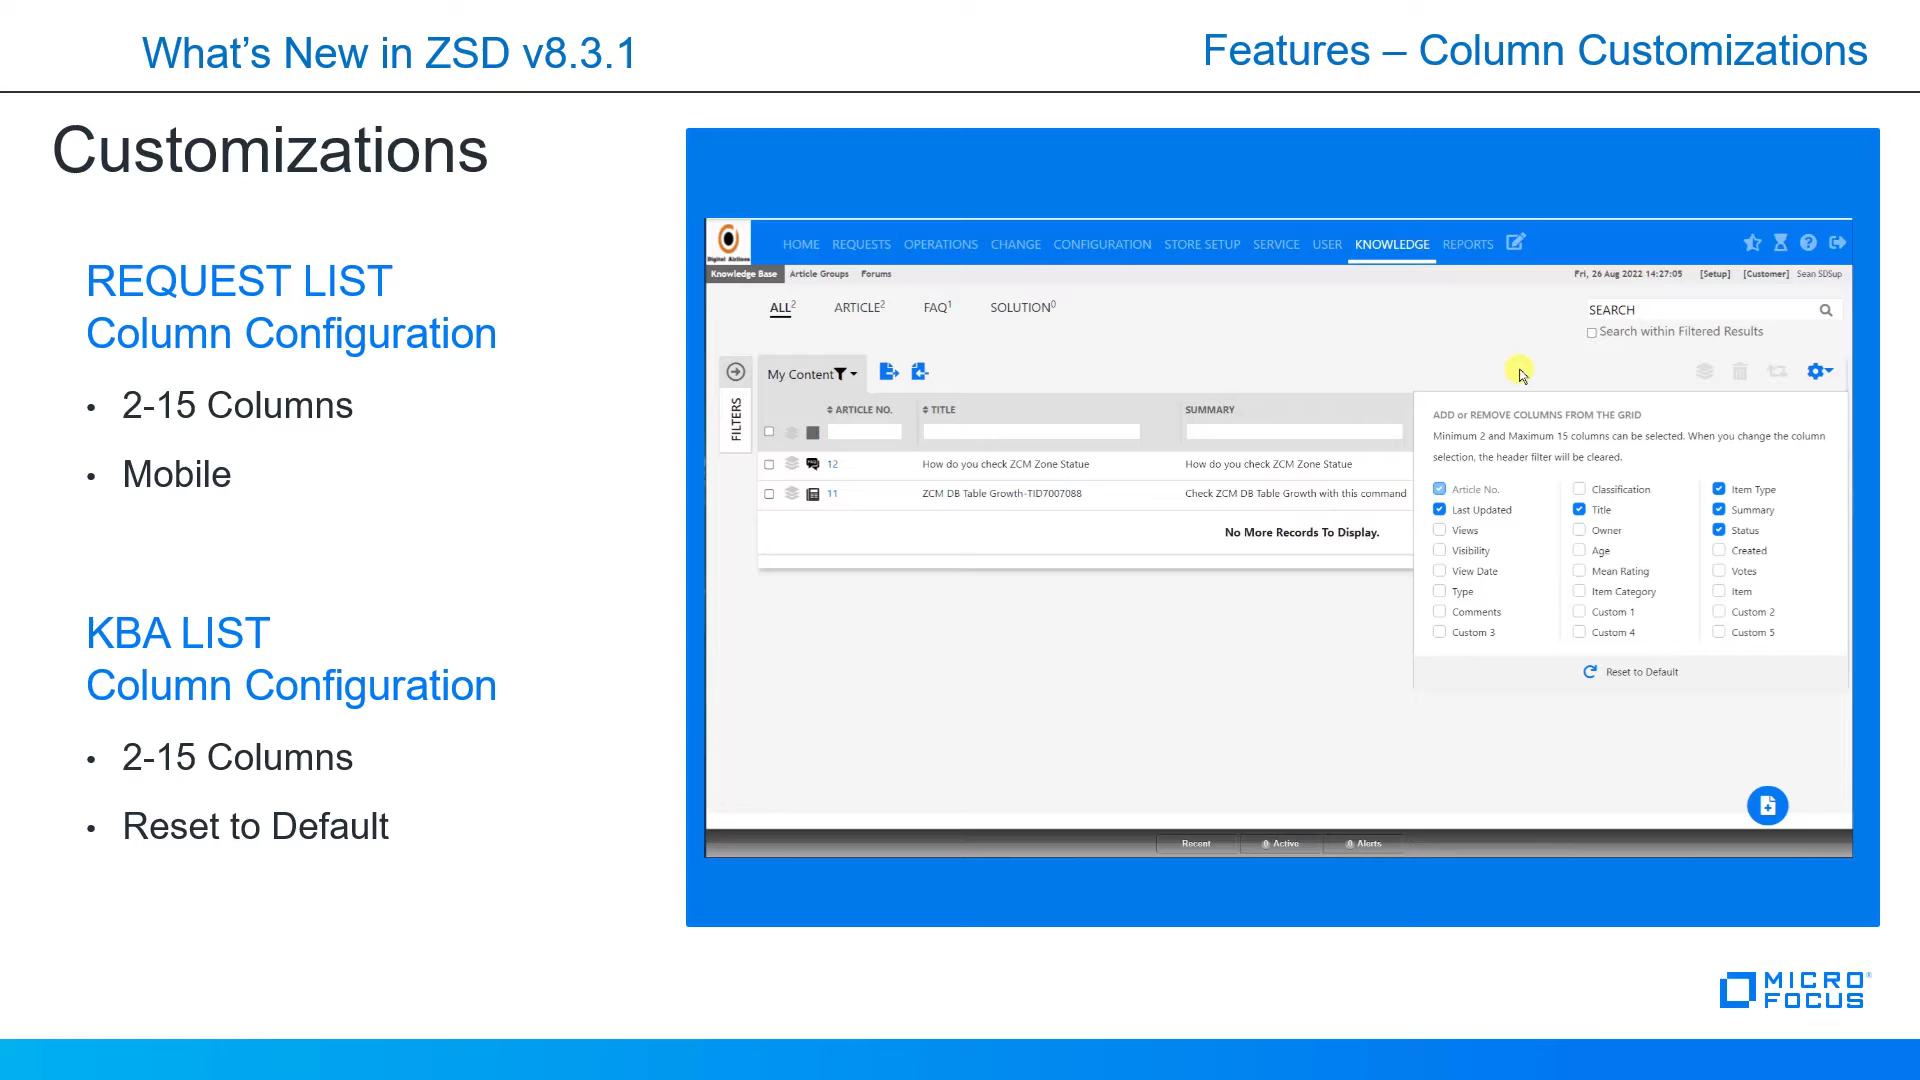 What's New in ZSD v8.3.1
Features – Column Customizations
Customizations
REQUEST LIST
Column Configuration
• 2-15 Columns
• Mobile
KBA LIST
Column Configuration
• 2-15 Columns
• Reset to Default
Digital Airlines
HOME REQUESTS OPERATIONS CHANGE CONFIGURATION STORE SETUP SERVICE USER KNOWLEDGE REPORTS
Knowledge Base Article Groups Forums
Fri, 26 Aug 2022 14:27:05 [Setup] [Customer] Sean SDSup
ALL2 ARTICLE2 FAQ1 SOLUTION0
SEARCH
Search within Filtered Results
FILTERS
My Content
ARTICLE NO. TITLE SUMMARY
12 How do you check ZCM Zone Statue How do you check ZCM Zone Statue
11 ZCM DB Table Growth-TID7007088 Check ZCM DB Table Growth with this command
No More Records To Display.
ADD or REMOVE COLUMNS FROM THE GRID
Minimum 2 and Maximum 15 columns can be selected. When you change the column
selection, the header filter will be cleared.
Article No. Classification Item Type
Last Updated Title Summary
Views Owner Status
Visibility Age Created
View Date Mean Rating Votes
Type Item Category Item
Comments Custom 1 Custom 2
Custom 3 Custom 4 Custom 5
Reset to Default
Recent 0 Active 0 Alerts
MICRO®
FOCUS